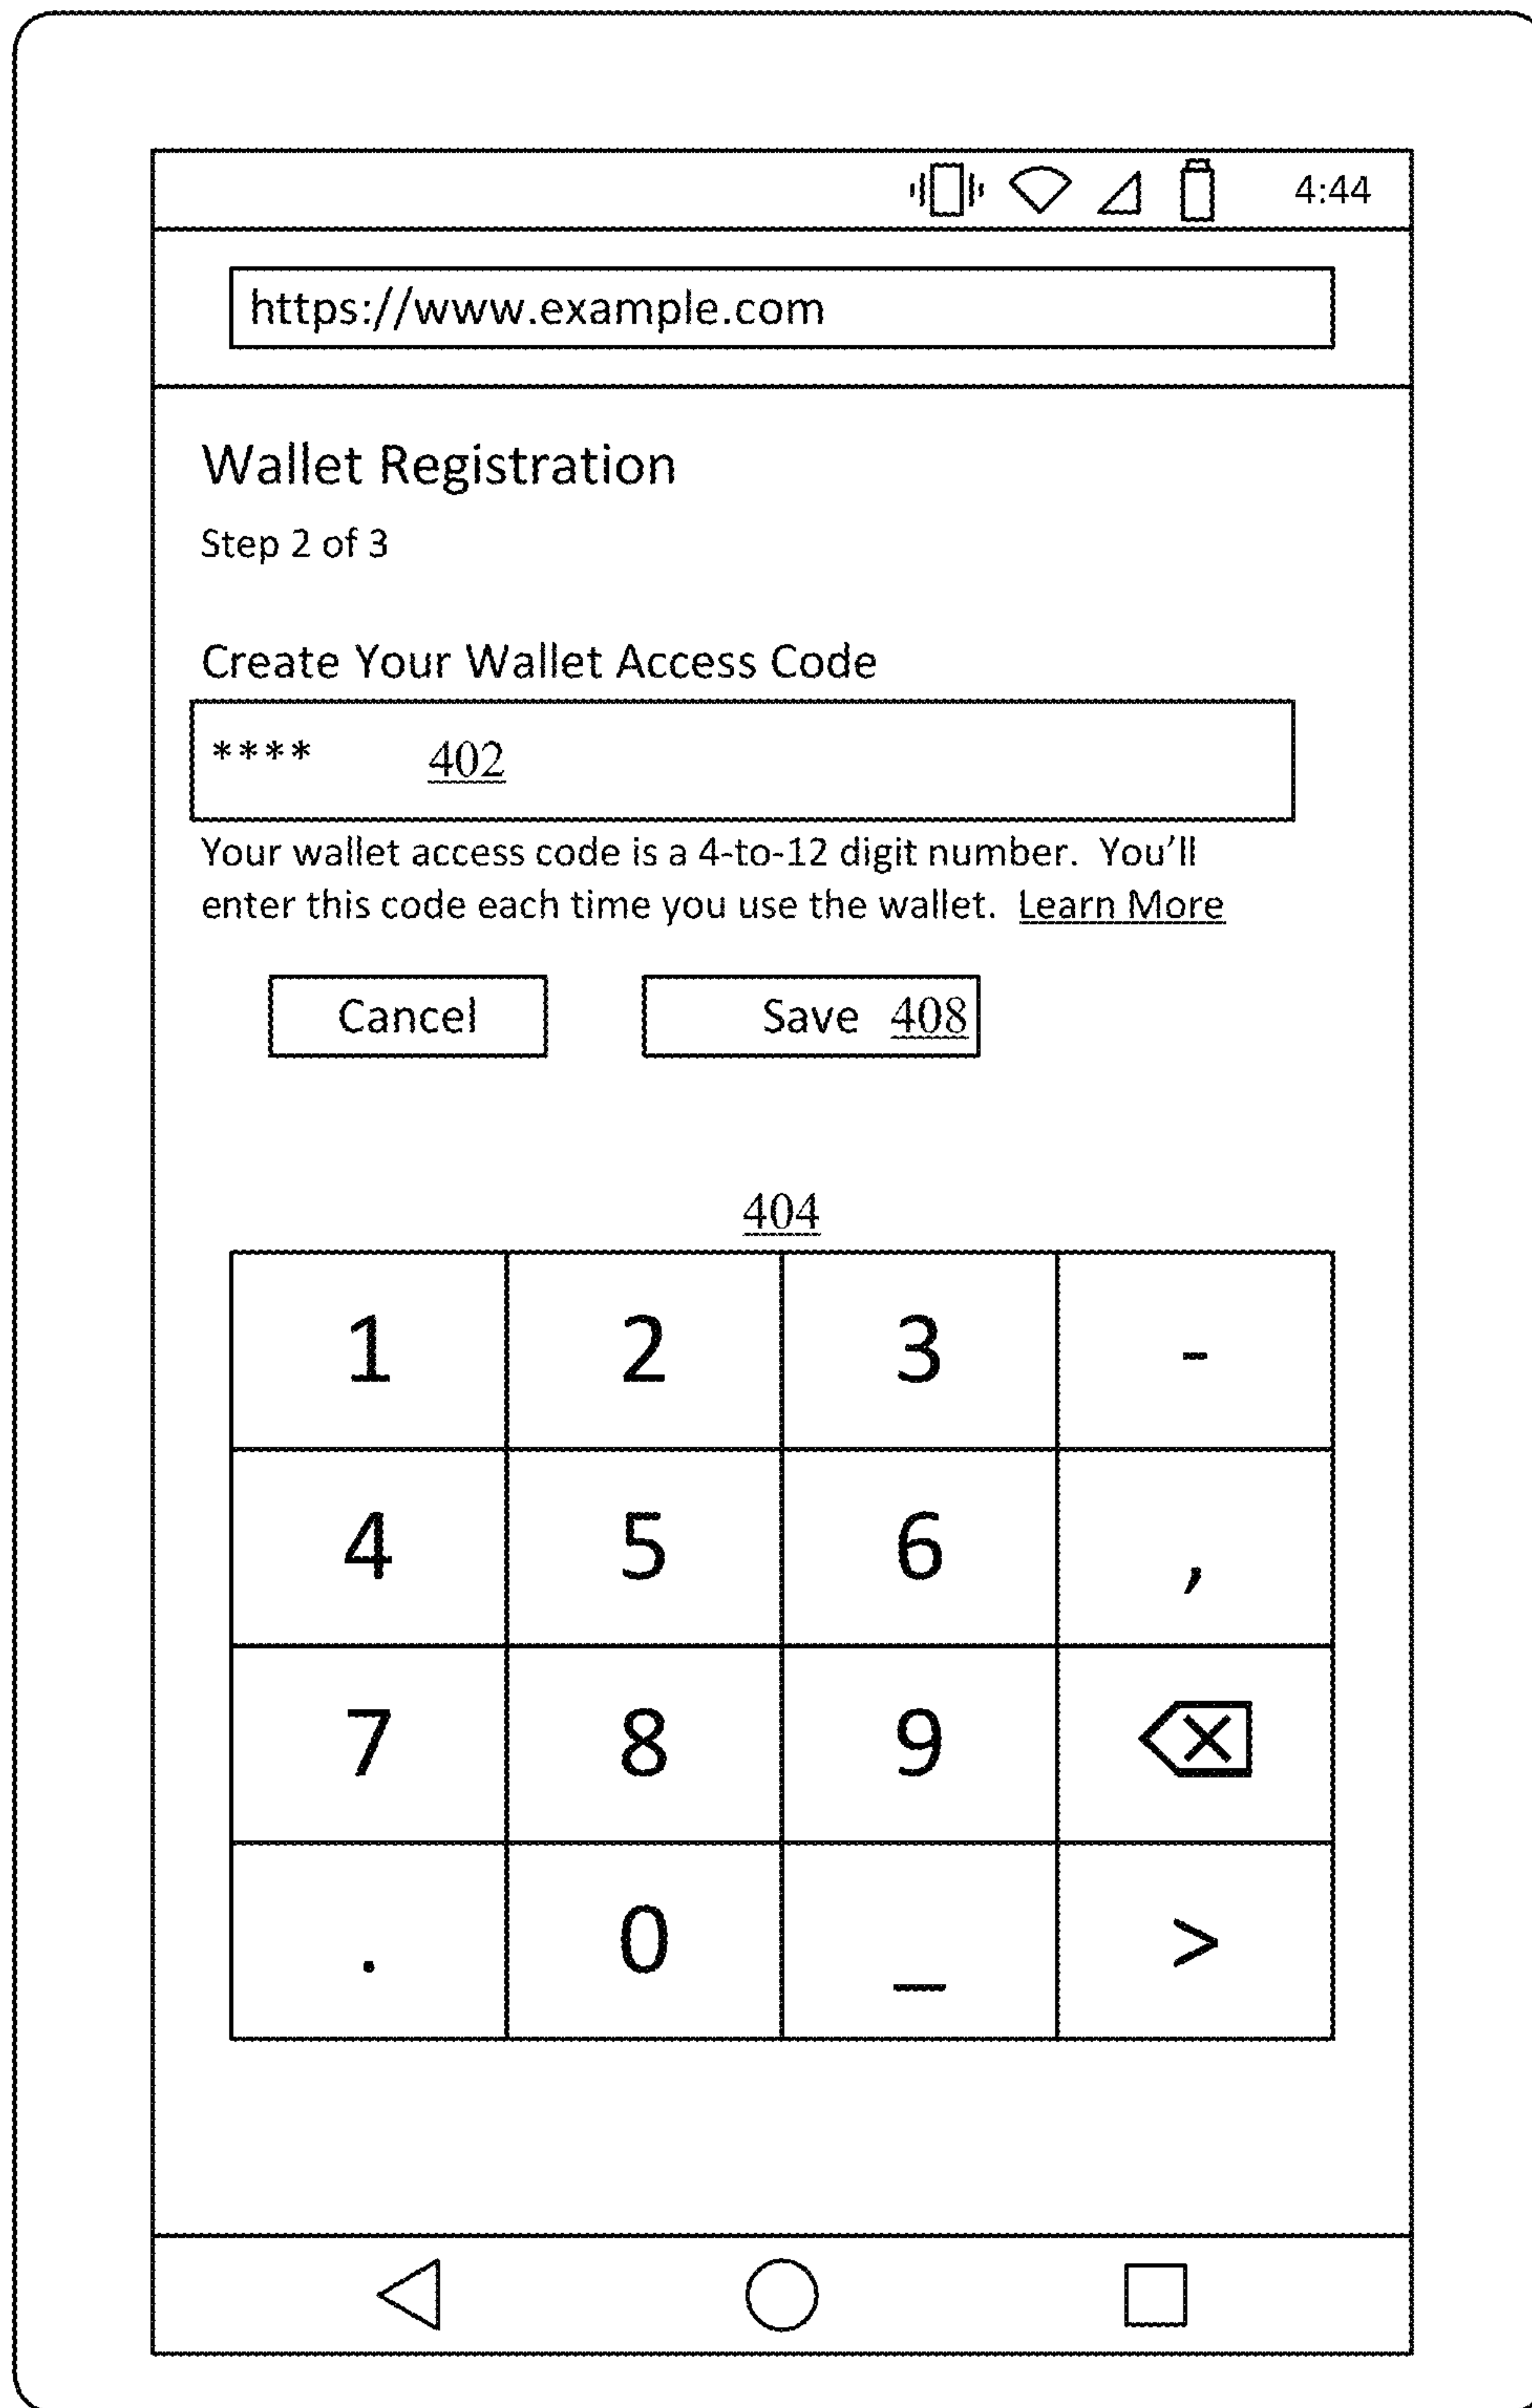 4:44
https://www.example.com
Wallet Registration
Step 2 of 3
Create Your Wallet Access Code
**** 402
Your wallet access code is a 4-to-12 digit number.  You'll
enter this code each time you use the wallet.  Learn More
Cancel Save 408
404
1 2 3 -
4 5 6 ,
7 8 9
. 0 _ >